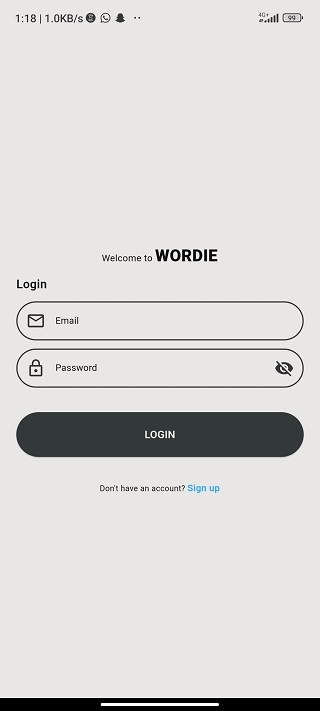 1:18 | 1.0KB/s
4G+
99
Welcome to WORDIE
Login
Email
Password
LOGIN
Don't have an account? Sign up